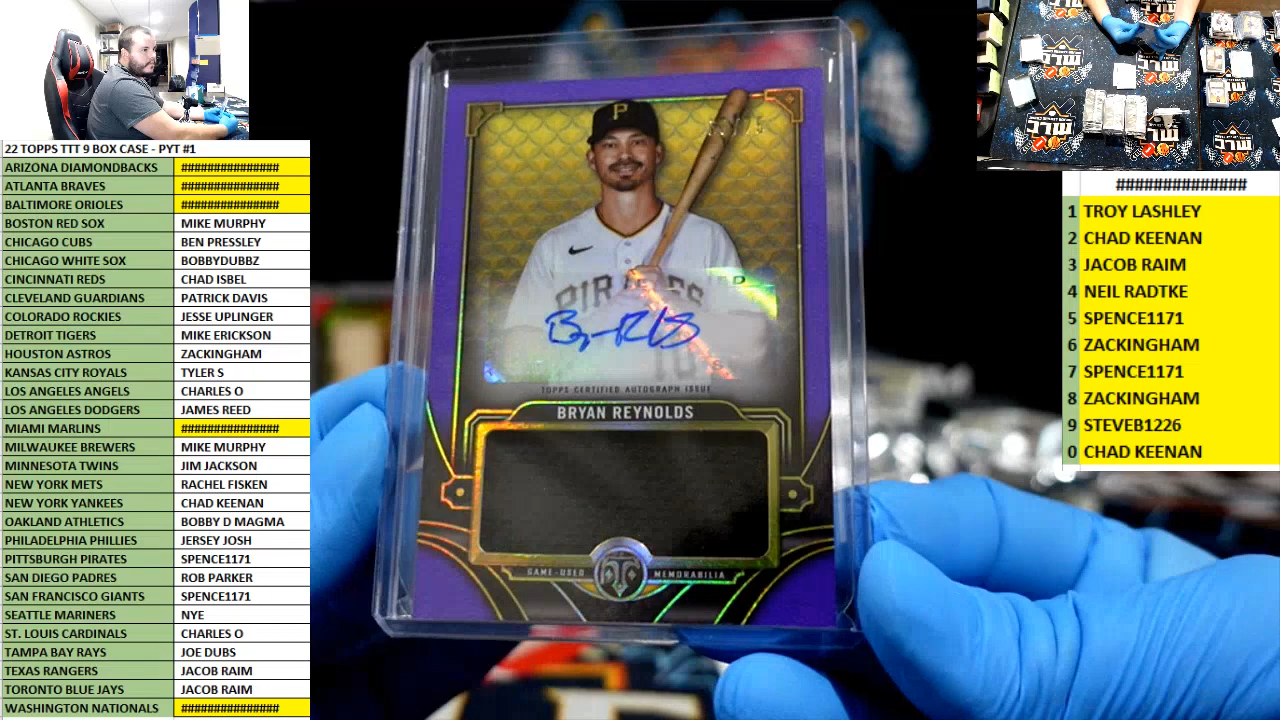 22 TOPPS TTT 9 BOX CASE - PYT #1
ARIZONA DIAMONDBACKS ###############
ATLANTA BRAVES ###############
BALTIMORE ORIOLES ###############
BOSTON RED SOX MIKE MURPHY
CHICAGO CUBS BEN PRESSLEY
CHICAGO WHITE SOX BOBBYDUBBZ
CINCINNATI REDS CHAD ISBEL
CLEVELAND GUARDIANS PATRICK DAVIS
COLORADO ROCKIES JESSE UPLINGER
DETROIT TIGERS MIKE ERICKSON
HOUSTON ASTROS ZACKINGHAM
KANSAS CITY ROYALS TYLER S
LOS ANGELES ANGELS CHARLES O
LOS ANGELES DODGERS JAMES REED
MIAMI MARLINS ###############
MILWAUKEE BREWERS MIKE MURPHY
MINNESOTA TWINS JIM JACKSON
NEW YORK METS RACHEL FISKEN
NEW YORK YANKEES CHAD KEENAN
OAKLAND ATHLETICS BOBBY D MAGMA
PHILADELPHIA PHILLIES JERSEY JOSH
PITTSBURGH PIRATES SPENCE1171
SAN DIEGO PADRES ROB PARKER
SAN FRANCISCO GIANTS SPENCE1171
SEATTLE MARINERS NYE
ST. LOUIS CARDINALS CHARLES O
TAMPA BAY RAYS JOE DUBS
TEXAS RANGERS JACOB RAIM
TORONTO BLUE JAYS JACOB RAIM
WASHINGTON NATIONALS ###############
P
PIRATES
TOPPS-CERTIFIED AUTOGRAPH ISSUE
BRYAN REYNOLDS
GAME-USED MEMORABILIA
###############
1 TROY LASHLEY
2 CHAD KEENAN
3 JACOB RAIM
4 NEIL RADTKE
5 SPENCE1171
6 ZACKINGHAM
7 SPENCE1171
8 ZACKINGHAM
9 STEVEB1226
0 CHAD KEENAN